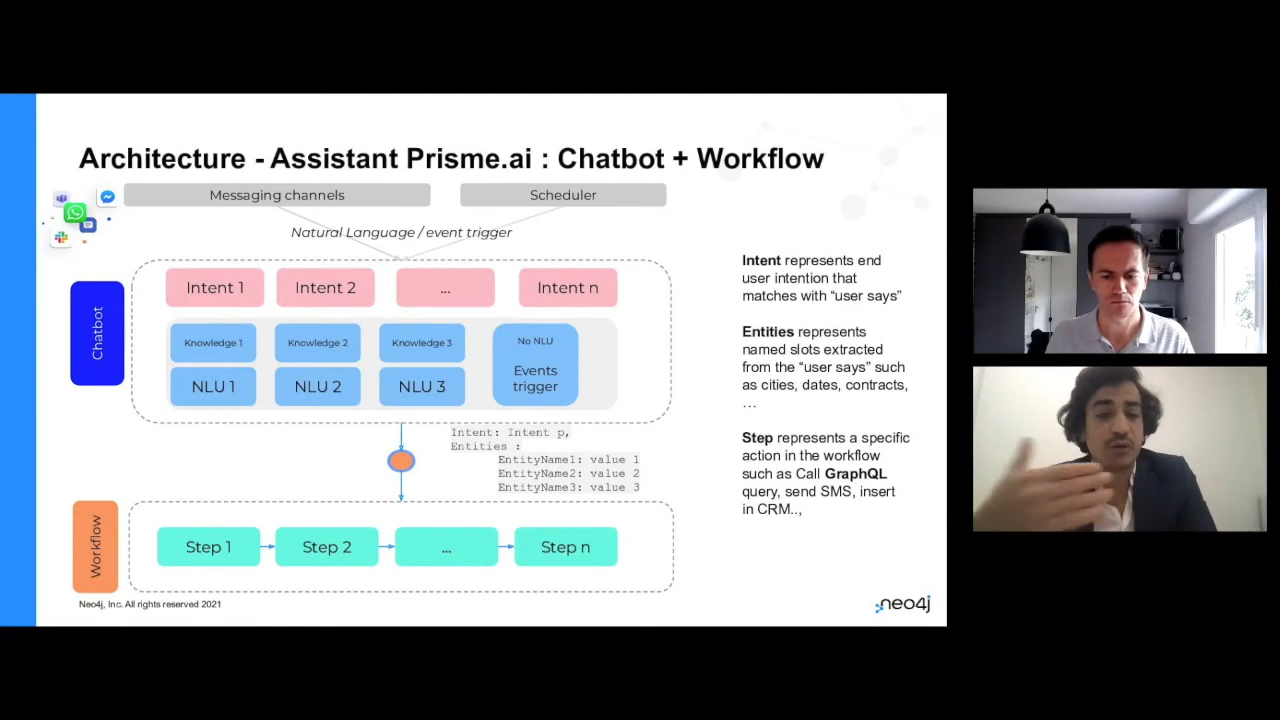 Architecture - Assistant Prisme.ai : Chatbot + Workflow
Messaging channels
Scheduler
Natural Language / event trigger
Chatbot
Intent 1
Intent 2
...
Intent n
Knowledge 1
Knowledge 2
Knowledge 3
No NLU
Events
trigger
NLU 1
NLU 2
NLU 3
Intent: Intent p,
Entities :
EntityName1: value 1
EntityName2: value 2
EntityName3: value 3
Workflow
Step 1
Step 2
...
Step n
Intent represents end
user intention that
matches with “user says”
Entities represents
named slots extracted
from the “user says” such
as cities, dates, contracts,
…
Step represents a specific
action in the workflow
such as Call GraphQL
query, send SMS, insert
in CRM..,
Neo4j, Inc. All rights reserved 2021
neo4j